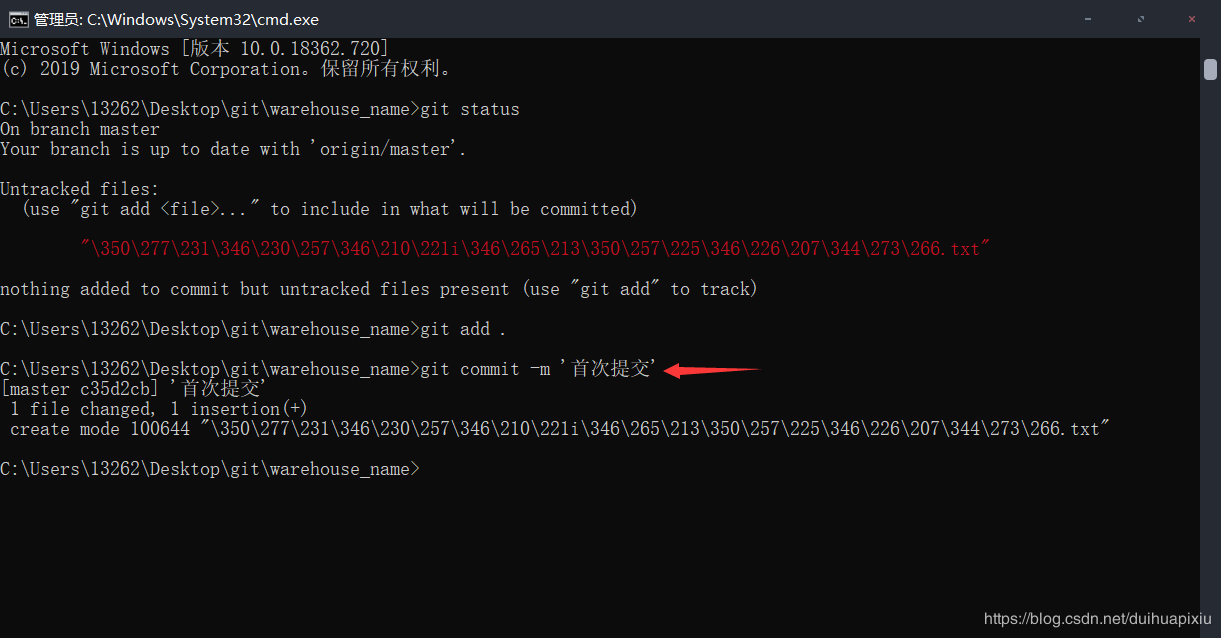 管理员: C:\Windows\System32\cmd.exe
Microsoft Windows [版本 10.0.18362.720]
(c) 2019 Microsoft Corporation。保留所有权利。
C:\Users\13262\Desktop\git\warehouse_name>git status
On branch master
Your branch is up to date with 'origin/master'.
Untracked files:
(use "git add <file>..." to include in what will be committed)
"\350\277\231\346\230\257\346\210\221i\346\265\213\350\257\225\346\226\207\344\273\266.txt"
nothing added to commit but untracked files present (use "git add" to track)
C:\Users\13262\Desktop\git\warehouse_name>git add .
C:\Users\13262\Desktop\git\warehouse_name>git commit -m '首次提交'
[master c35d2cb] '首次提交'
1 file changed, 1 insertion(+)
create mode 100644 "\350\277\231\346\230\257\346\210\221i\346\265\213\350\257\225\346\226\207\344\273\266.txt"
C:\Users\13262\Desktop\git\warehouse_name>
https://blog.csdn.net/duihuapixiu